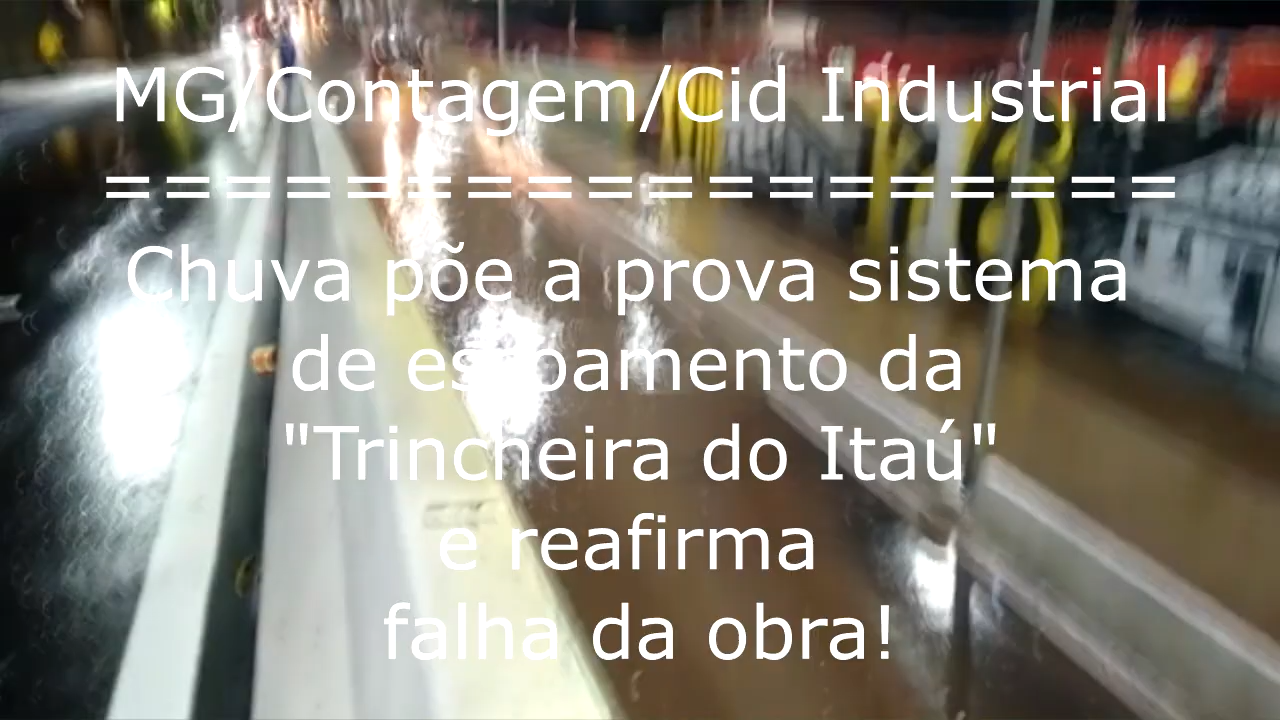 MG/Contagem/Cid Industrial
==================
Chuva põe a prova sistema
de escoamento da
"Trincheira do Itaú"
e reafirma
falha da obra!